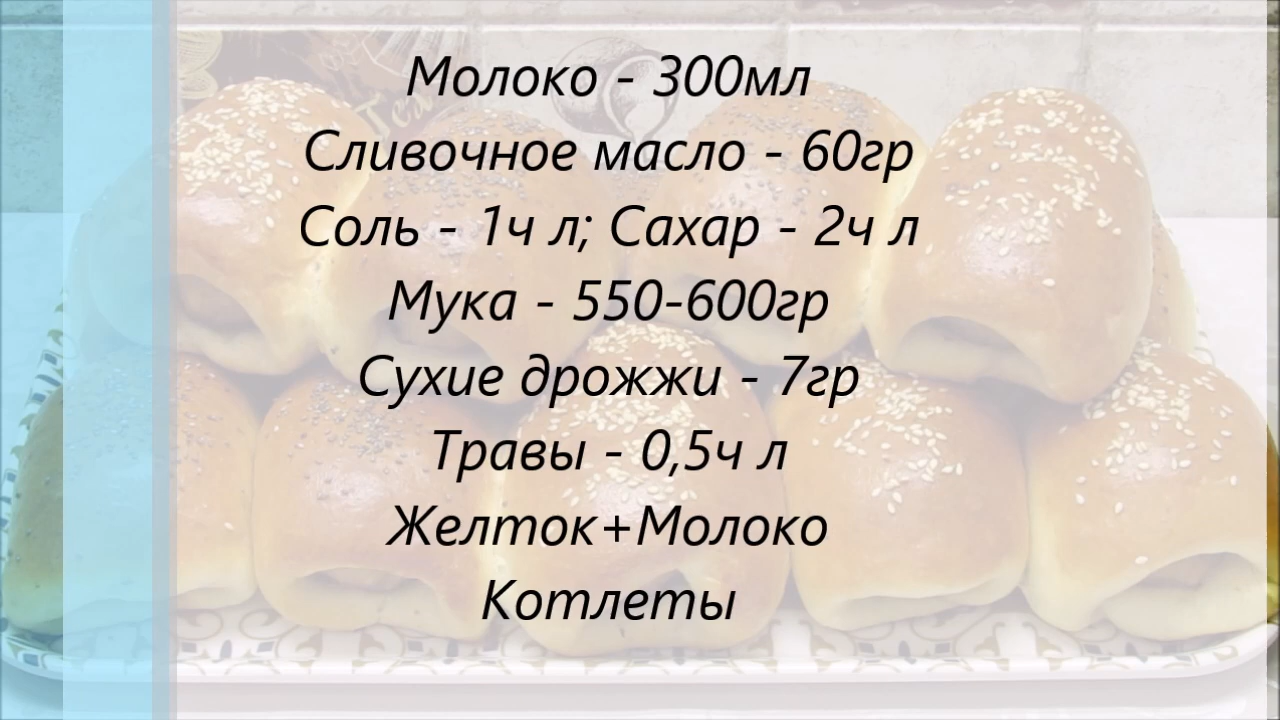 Молоко - 300мл
Сливочное масло - 60гр
Соль - 1ч л; Сахар - 2ч л
Мука - 550-600гр
Сухие дрожжи - 7гр
Травы - 0,5ч л
Желток+Молоко
Котлеты